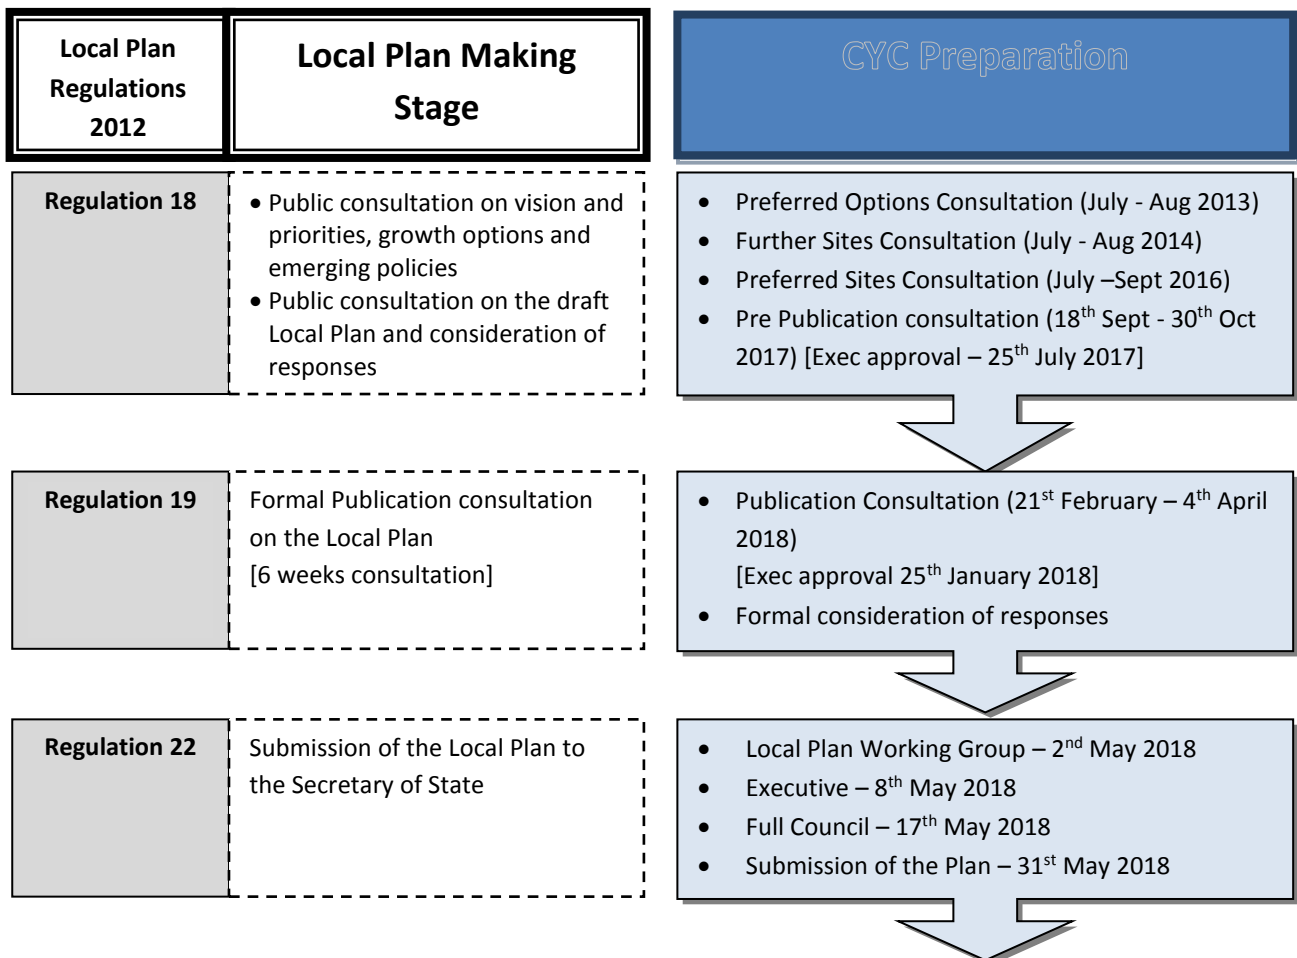 Local Plan
Regulations
2012
Local Plan Making
Stage
CYC Preparation
Regulation 18
• Public consultation on vision and
priorities, growth options and
emerging policies
• Public consultation on the draft
Local Plan and consideration of
responses
• Preferred Options Consultation (July - Aug 2013)
• Further Sites Consultation (July - Aug 2014)
• Preferred Sites Consultation (July –Sept 2016)
• Pre Publication consultation (18th Sept - 30th Oct
2017) [Exec approval – 25th July 2017]
Regulation 19
Formal Publication consultation
on the Local Plan
[6 weeks consultation]
• Publication Consultation (21st February – 4th April
2018)
[Exec approval 25th January 2018]
• Formal consideration of responses
Regulation 22
Submission of the Local Plan to
the Secretary of State
• Local Plan Working Group – 2nd May 2018
• Executive – 8th May 2018
• Full Council – 17th May 2018
• Submission of the Plan – 31st May 2018